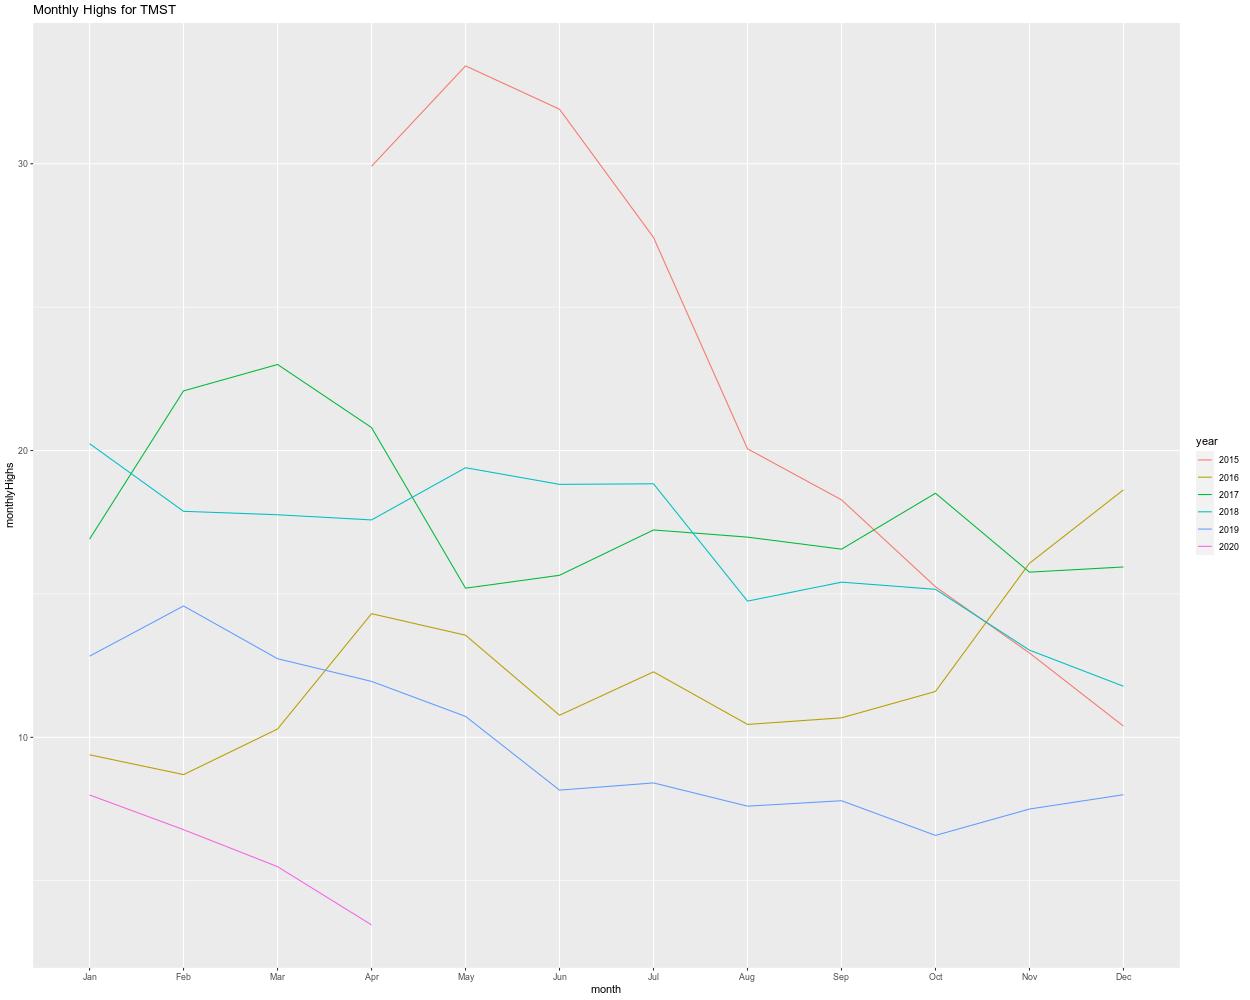 Monthly Highs for TMST
monthlyHighs
30
20
10
Jan Feb Mar Apr May Jun Jul Aug Sep Oct Nov Dec
month
year
2015
2016
2017
2018
2019
2020